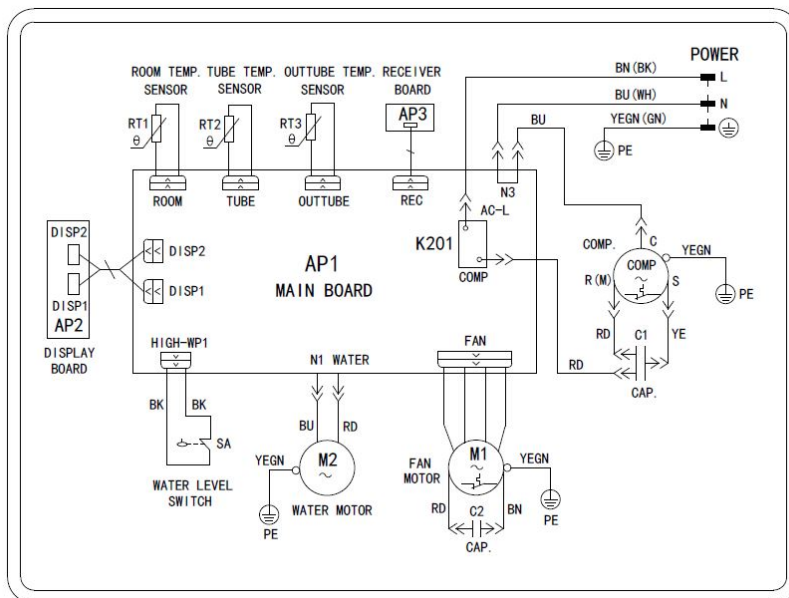 POWER
BN(BK)
L
BU(WH)
N
BU
YEGN(GN)
PE
ROOM TEMP. TUBE TEMP. OUTTUBE TEMP. RECEIVER
SENSOR SENSOR SENSOR BOARD
RT1
θ
RT2
θ
RT3
θ
AP3
ROOM
TUBE
OUTTUBE
REC
N3
AC-L
K201
COMP
AP1
MAIN BOARD
DISP2
DISP1
AP2
DISPLAY
BOARD
DISP2
DISP1
COMP.
C
COMP
YEGN
R(M)
S
PE
RD
C1
YE
RD
CAP.
HIGH-WP1
N1 WATER
FAN
BK
BK
SA
WATER LEVEL
SWITCH
BU
RD
YEGN
M2
~
PE
WATER MOTOR
FAN
MOTOR
M1
~
YEGN
RD
C2
BN
PE
CAP.